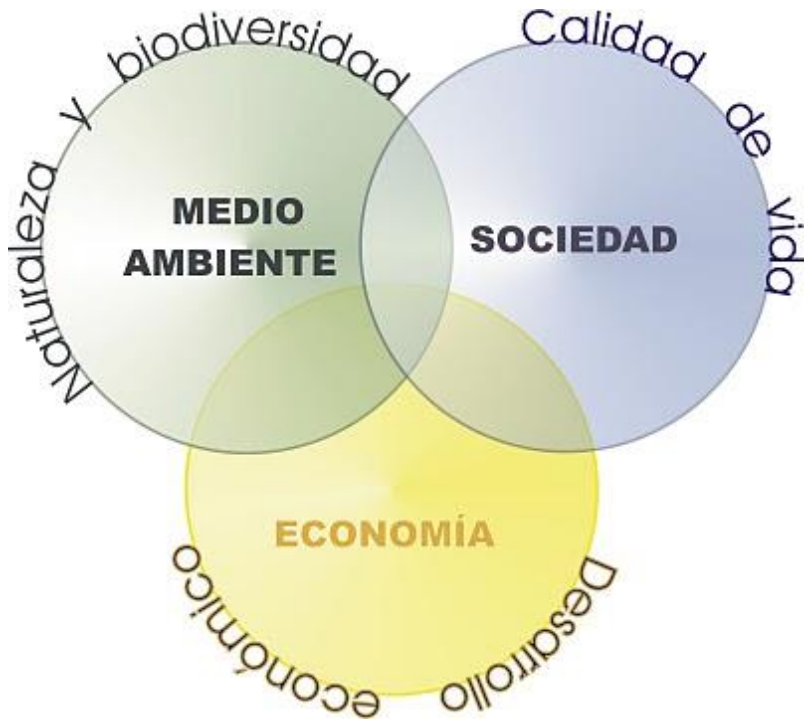 Naturaleza y biodiversidad
MEDIO
AMBIENTE
Calidad de vida
SOCIEDAD
ECONOMÍA
Desarrollo económico